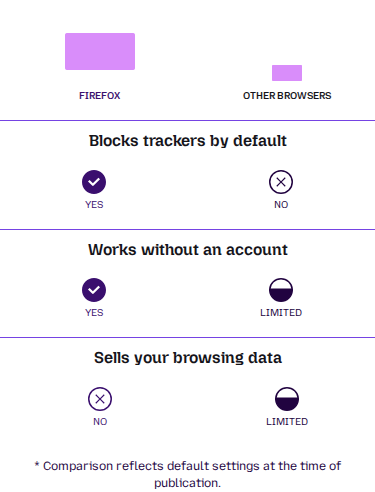 FIREFOX
OTHER BROWSERS
Blocks trackers by default
YES
NO
Works without an account
YES
LIMITED
Sells your browsing data
NO
LIMITED
* Comparison reflects default settings at the time of
publication.